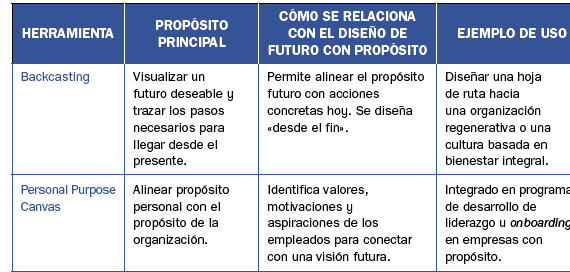 HERRAMIENTA
PROPÓSITO
PRINCIPAL
CÓMO SE RELACIONA
CON EL DISEÑO DE
FUTURO CON PROPÓSITO
EJEMPLO DE USO
Backcasting
Visualizar un
futuro deseable y
trazar los pasos
necesarios para
llegar desde el
presente.
Permite alinear el propósito
futuro con acciones
concretas hoy. Se diseña
«desde el fin».
Diseñar una hoja
de ruta hacia
una organización
regenerativa o una
cultura basada en
bienestar integral.
Personal Purpose
Canvas
Alinear propósito
personal con el
propósito de la
organización.
Identifica valores,
motivaciones y
aspiraciones de los
empleados para conectar
con una visión futura.
Integrado en programa
de desarrollo de
liderazgo u onboarding
en empresas con
propósito.